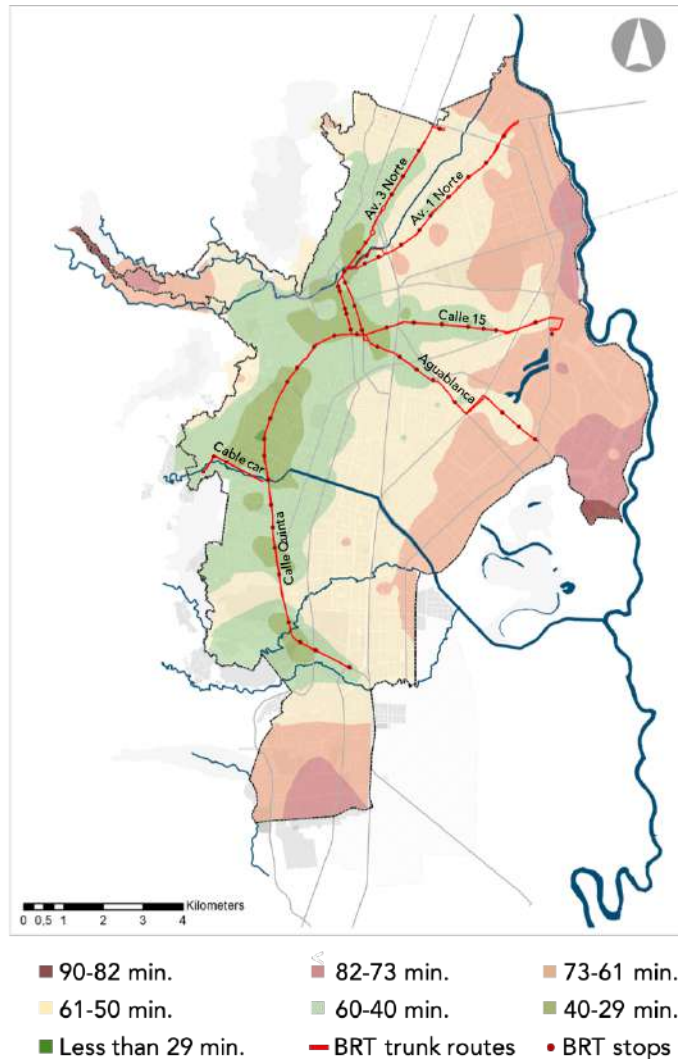 Av. 3 Norte
Av. 1 Norte
Calle 15
Aguablanca
Cable car
Calle Quinta
Kilometers
0 0,5 1 2 3 4
90-82 min. 82-73 min. 73-61 min.
61-50 min. 60-40 min. 40-29 min.
Less than 29 min. BRT trunk routes BRT stops